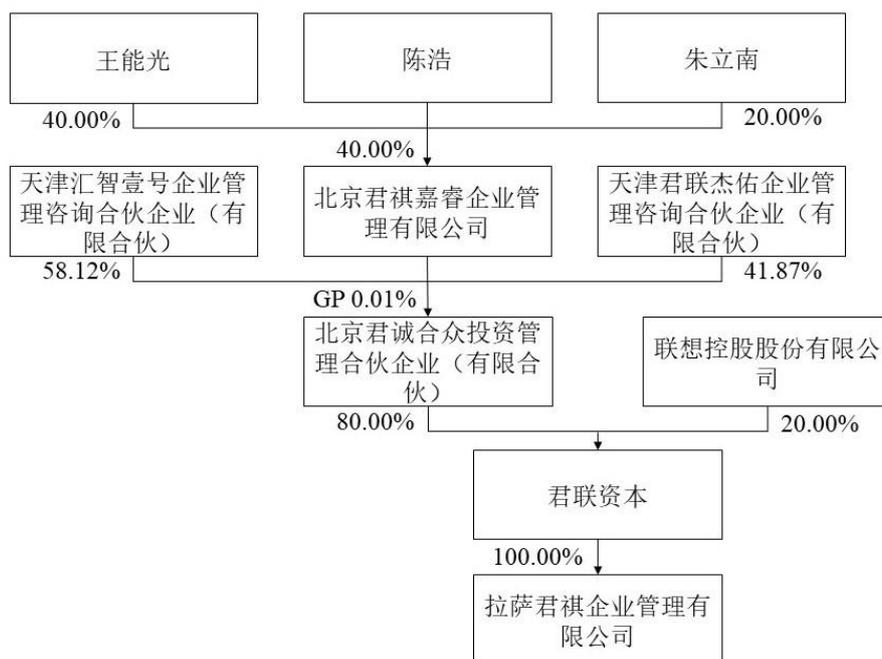 王能光
陈浩
朱立南
40.00%
20.00%
40.00%
天津汇智壹号企业管
理咨询合伙企业（有
限合伙）
北京君祺嘉睿企业管
理有限公司
天津君联杰佑企业管
理咨询合伙企业（有
限合伙）
58.12%
41.87%
GP 0.01%
北京君诚合众投资管
理合伙企业（有限合
伙）
联想控股股份有限公
司
80.00%
20.00%
君联资本
100.00%
拉萨君祺企业管理有
限公司